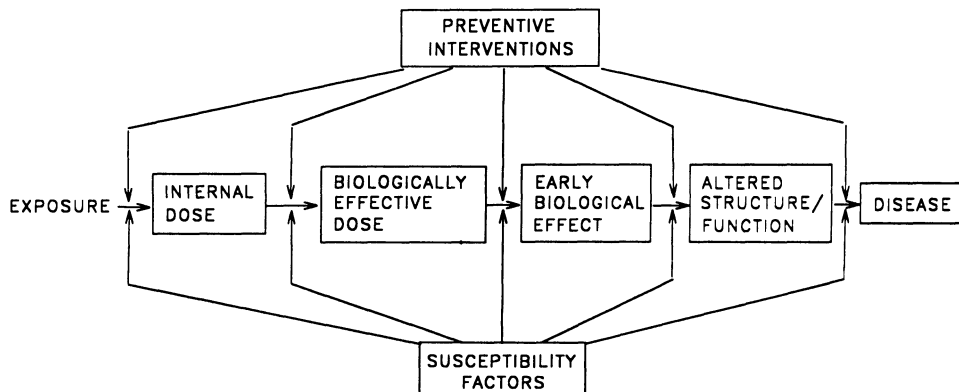 PREVENTIVE
INTERVENTIONS
EXPOSURE
INTERNAL
DOSE
BIOLOGICALLY
EFFECTIVE
DOSE
EARLY
BIOLOGICAL
EFFECT
ALTERED
STRUCTURE/
FUNCTION
DISEASE
SUSCEPTIBILITY
FACTORS